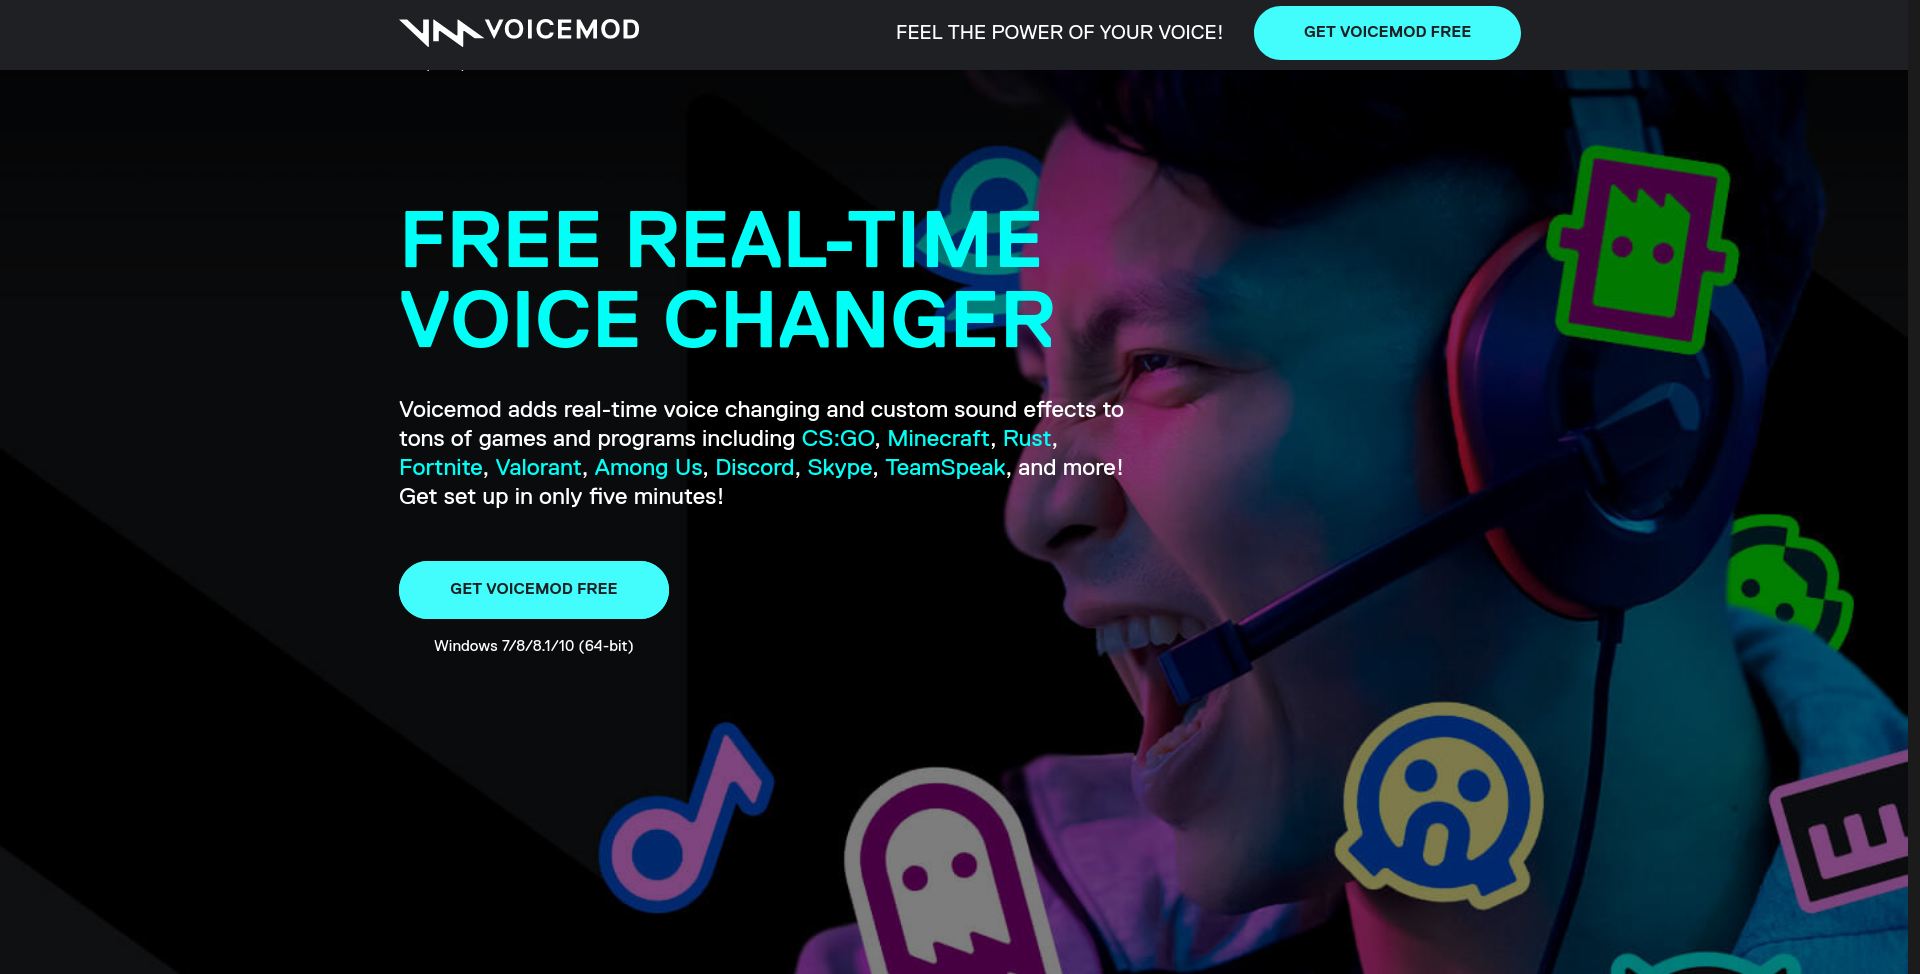 VOICEMOD
FEEL THE POWER OF YOUR VOICE!
GET VOICEMOD FREE
FREE REAL-TIME
VOICE CHANGER
Voicemod adds real-time voice changing and custom sound effects to
tons of games and programs including CS:GO, Minecraft, Rust,
Fortnite, Valorant, Among Us, Discord, Skype, TeamSpeak, and more!
Get set up in only five minutes!
GET VOICEMOD FREE
Windows 7/8/8.1/10 (64-bit)